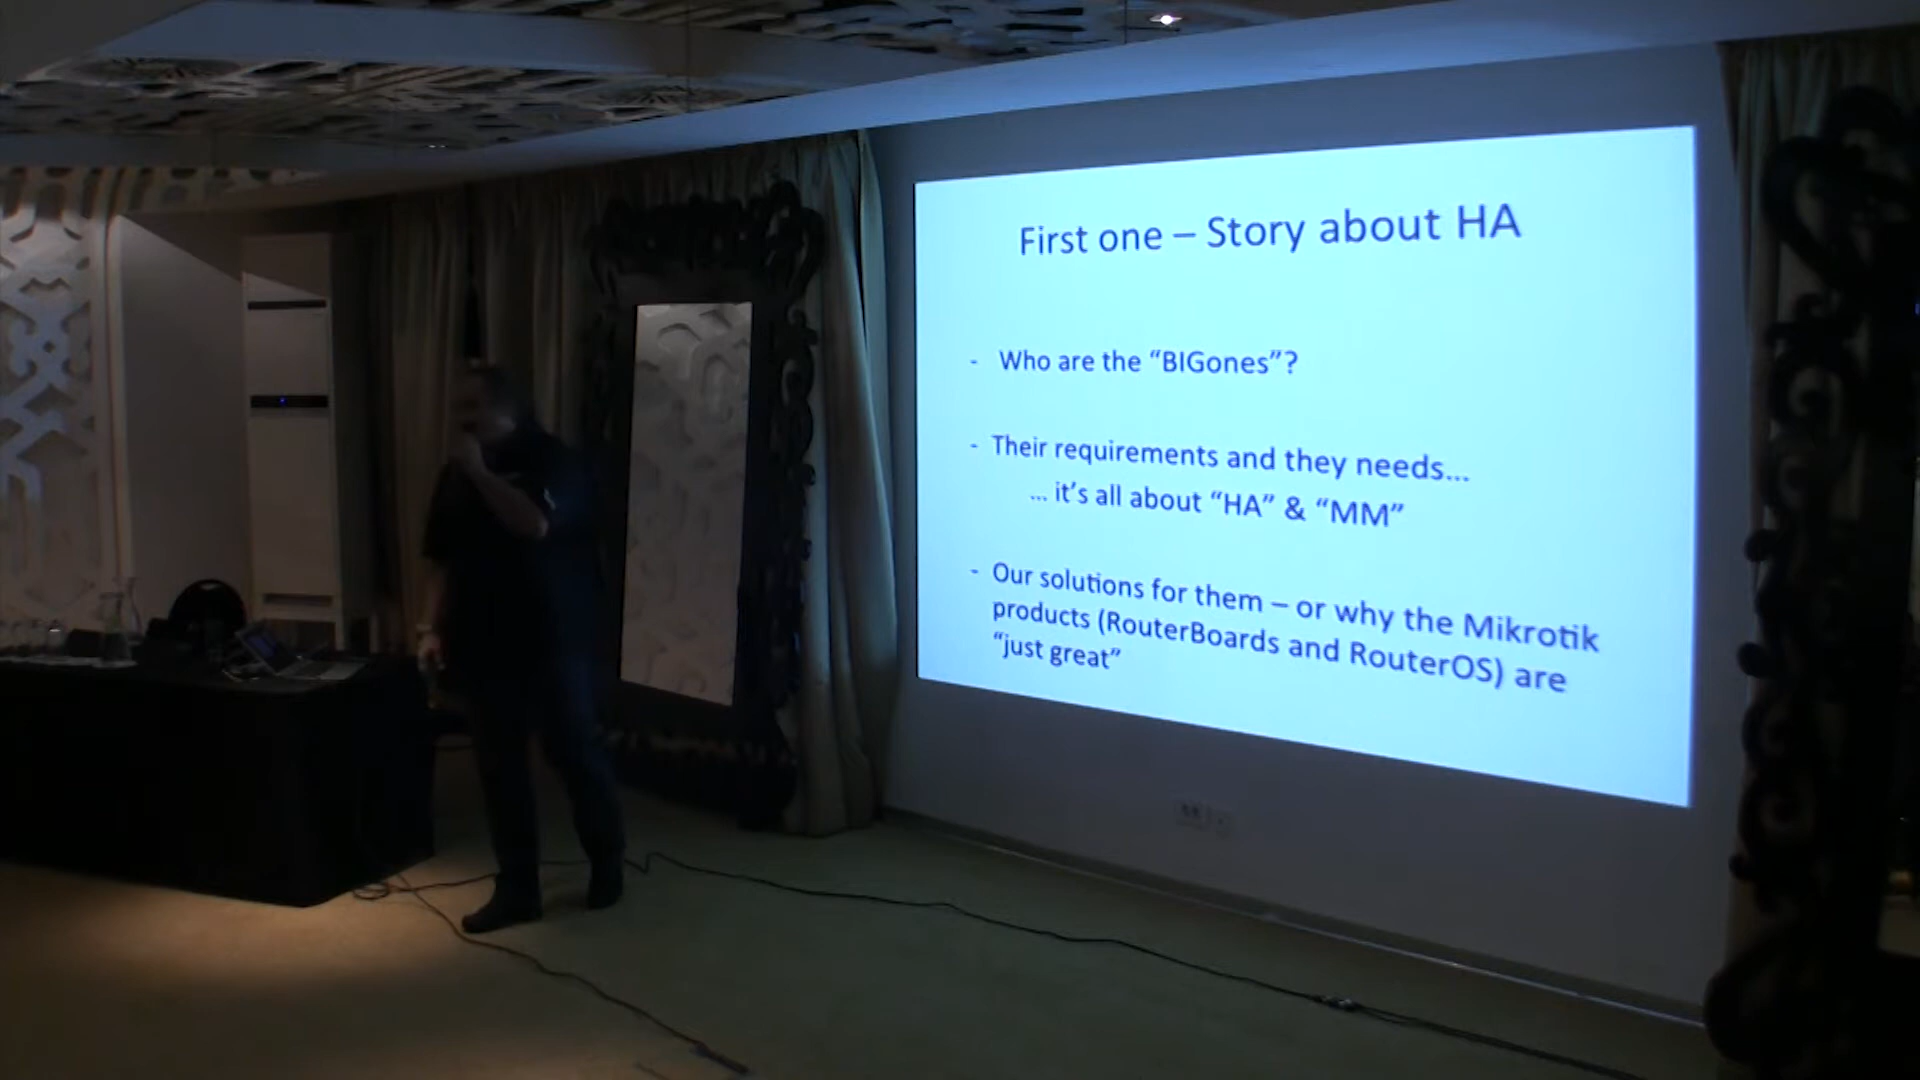 First one – Story about HA
- Who are the “BIGones”?
- Their requirements and they needs...
... it’s all about “HA” & “MM”
- Our solutions for them – or why the Mikrotik
products (RouterBoards and RouterOS) are
“just great”